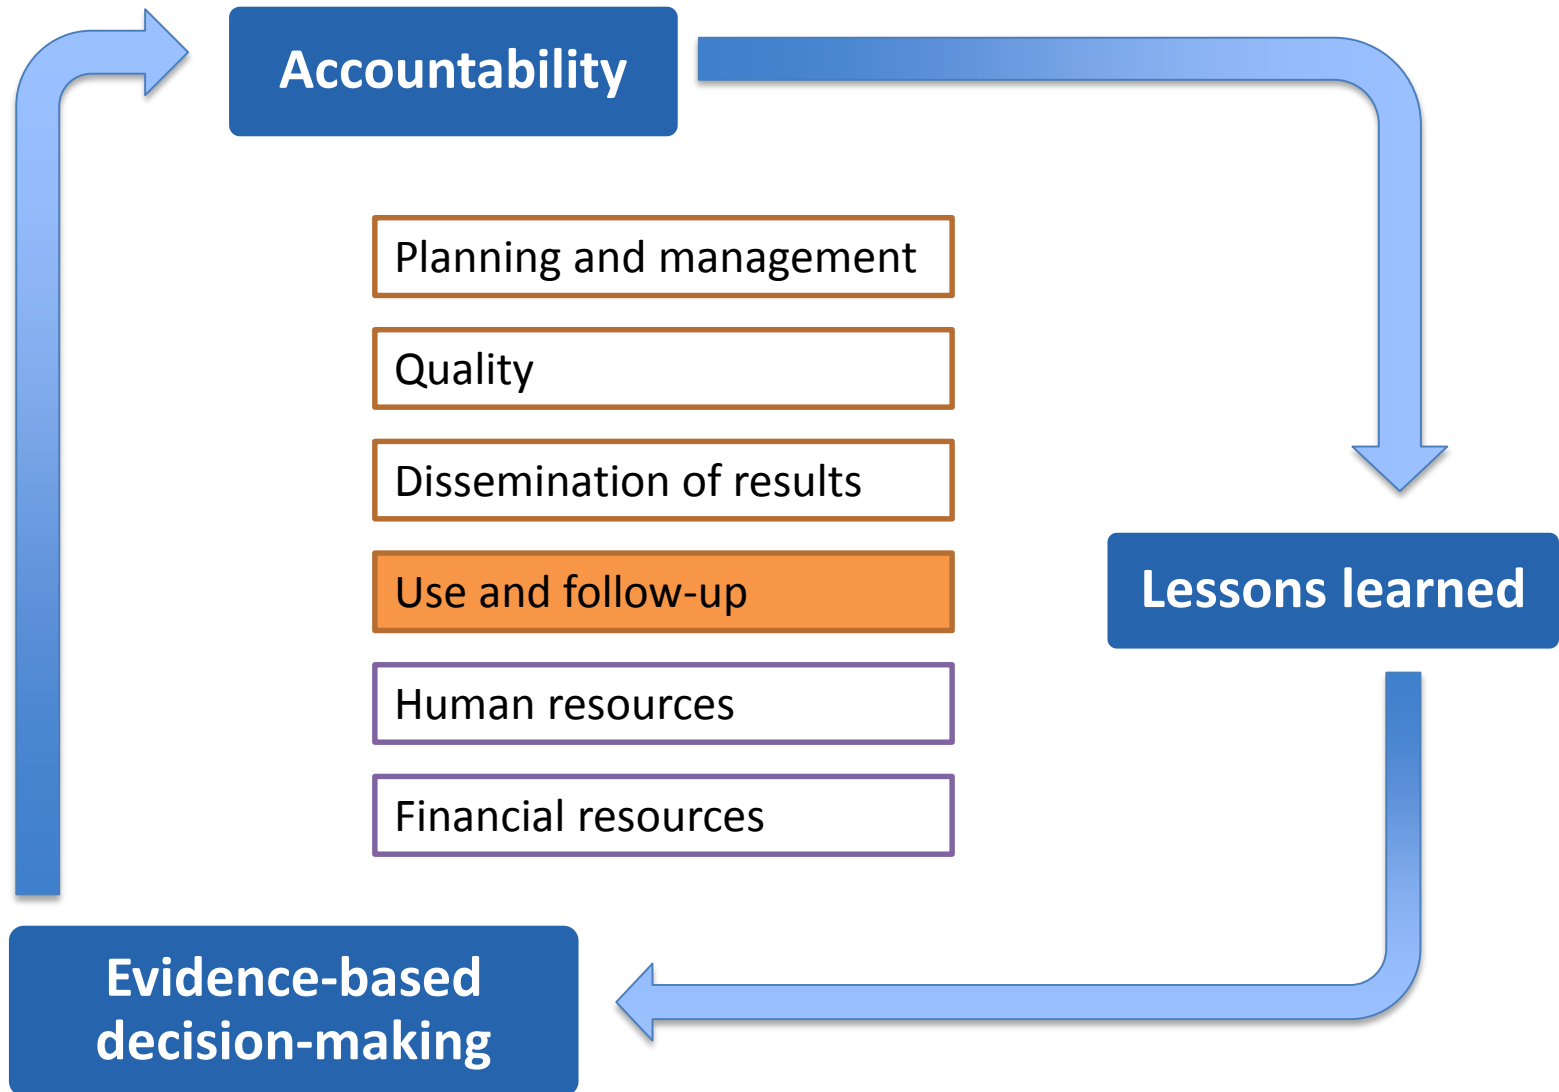 Accountability
Planning and management
Quality
Dissemination of results
Use and follow-up
Lessons learned
Human resources
Financial resources
Evidence-based
decision-making